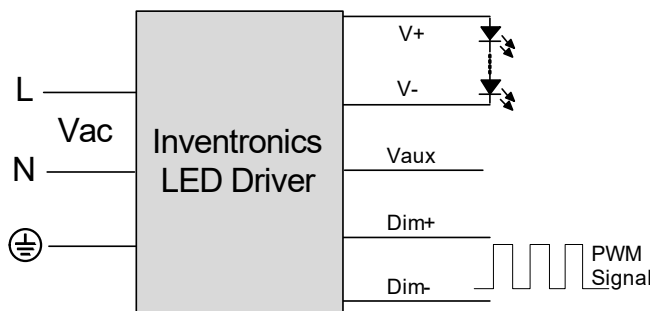 V+
L
V-
Vac
Inventronics
LED Driver
Vaux
N
Dim+
PWM
Signal
Dim-